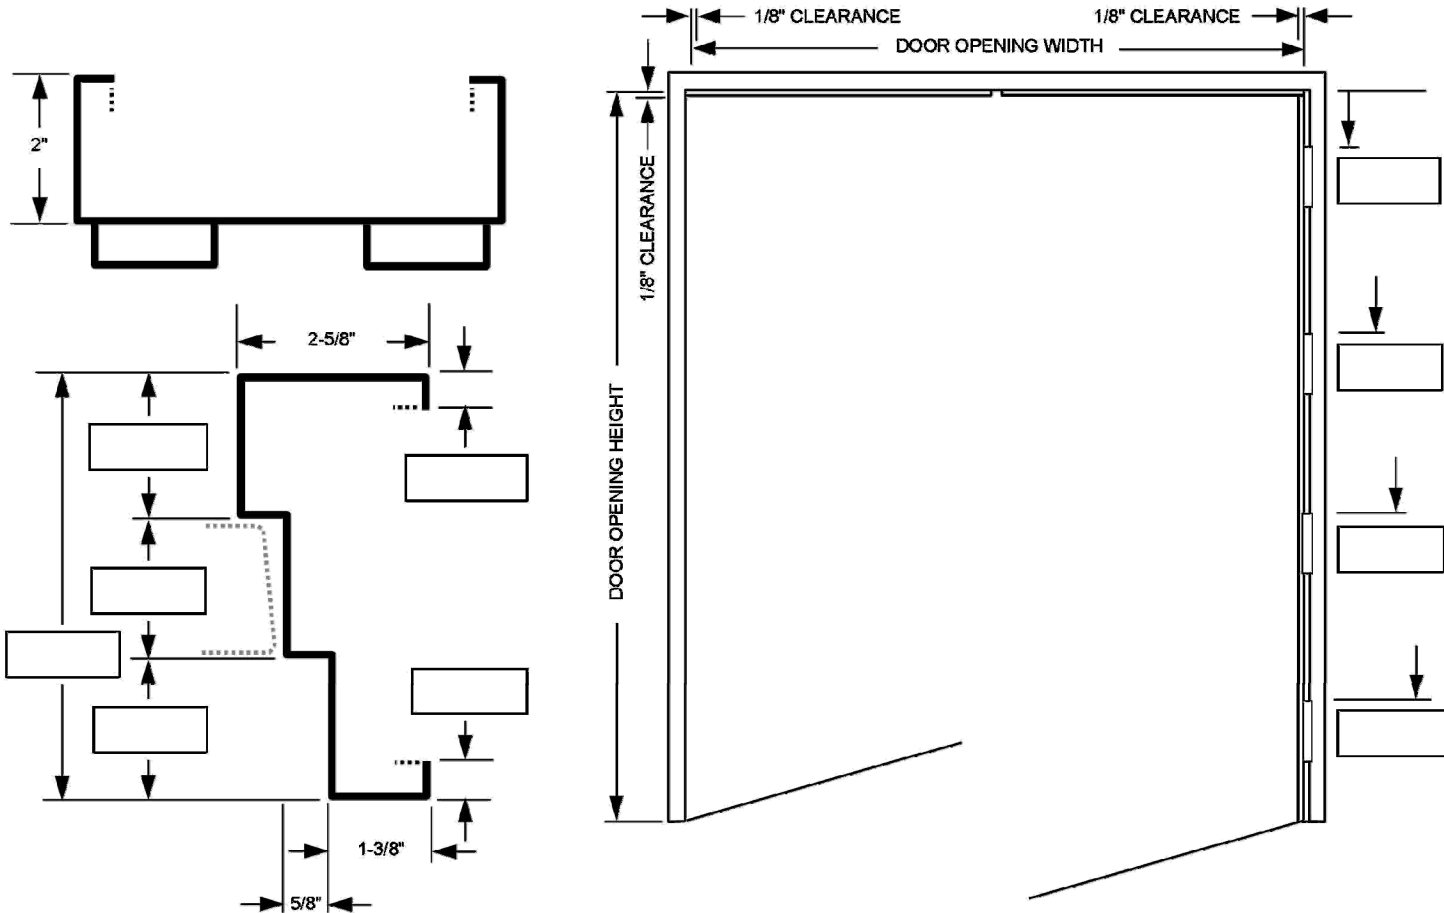 1/8" CLEARANCE
1/8" CLEARANCE
DOOR OPENING WIDTH
2"
1/8" CLEARANCE
2-5/8"
DOOR OPENING HEIGHT
1-3/8"
5/8"